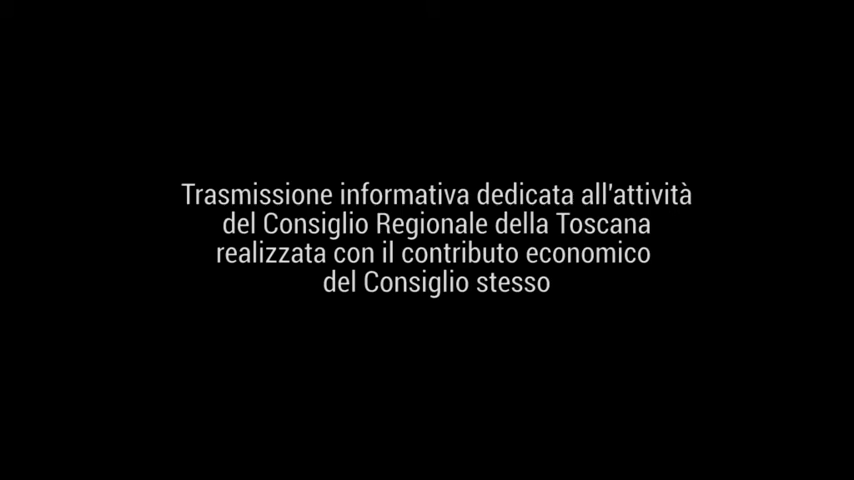 Trasmissione informativa dedicata all'attività
del Consiglio Regionale della Toscana
realizzata con il contributo economico
del Consiglio stesso